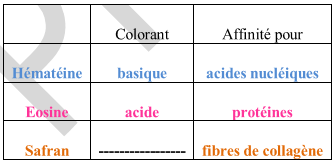 Colorant Affinité pour
Hématéine basique acides nucléiques
Eosine acide protéines
Safran ----------------- fibres de collagène